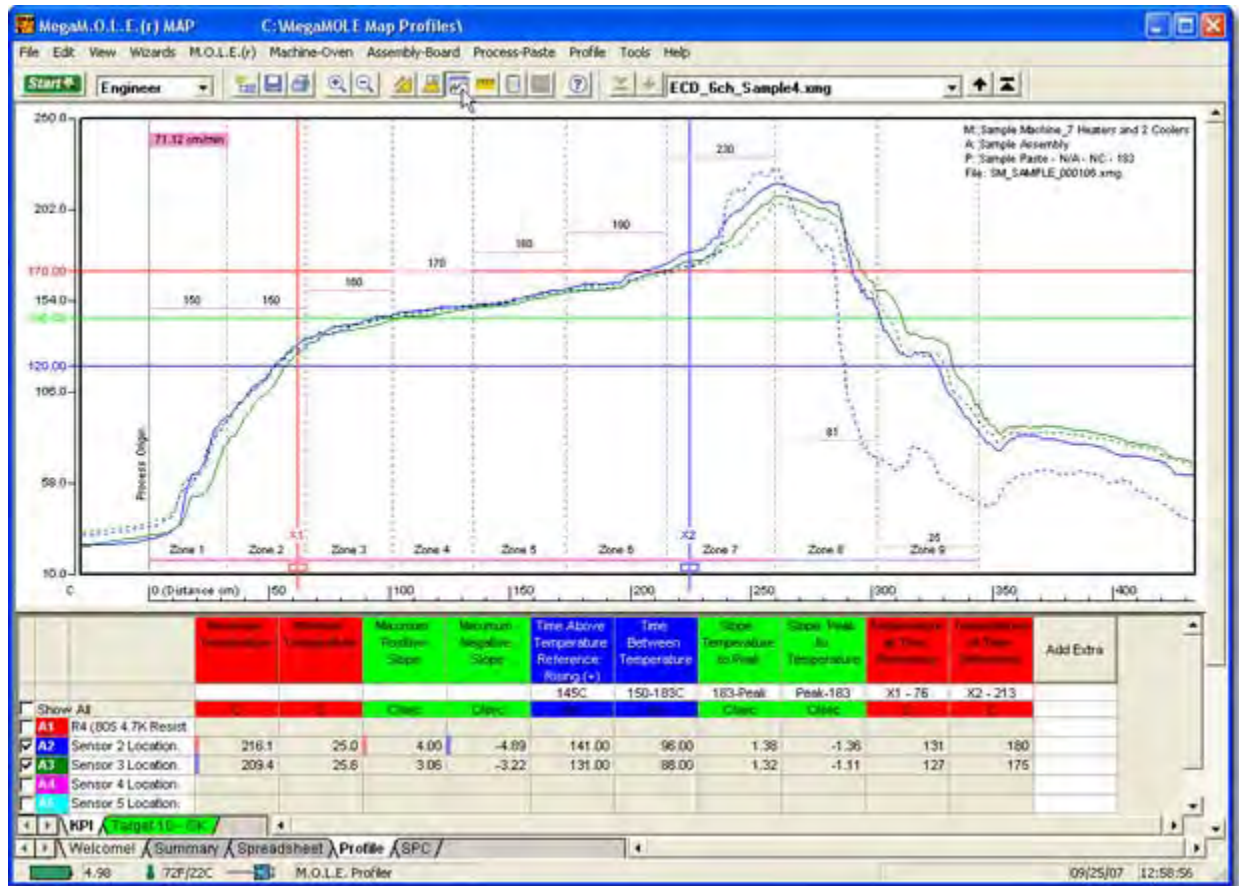 MegaM.O.L.E.(r) MAP C:\MegaMOLE Map Profiles\
File Edit View Wizards M.O.L.E.(r) Machine-Oven Assembly-Board Process-Paste Profile Tools Help
Start Engineer ECD_6ch_Sample4.xmg
M: Sample Machine_7 Heaters and 2 Coolers
A: Sample Assembly
P: Sample Paste - N/A - NC - 183
File: SM_SAMPLE_000106.xmg
71.12 cm/min
250.0
230
202.0
190
180
170
170.00
160
154.0
150 150
120.00
106.0
81
Process Origin
58.0
X1 X2
25
Zone 1 Zone 2 Zone 3 Zone 4 Zone 5 Zone 6 Zone 7 Zone 8 Zone 9
10.0
0 (Distance cm) 50 100 150 200 250 300 350 400
Maximum Positive Slope
Maximum Negative Slope
Time Above Temperature Reference Rising (+)
Time Between Temperature
Slope Temperature to Peak
Slope Peak to Temperature
Add Extra
145C 150-183C 183-Peak Peak-183 X1 - 76 X2 - 213
Show All
A1 R4 (805 4.7K Resist
A2 Sensor 2 Location. 216.1 25.0 4.00 -4.89 141.00 96.00 1.38 -1.36 131 180
A3 Sensor 3 Location. 209.4 25.6 3.06 -3.22 131.00 88.00 1.32 -1.11 127 175
A4 Sensor 4 Location.
Sensor 5 Location.
KPI
Welcome! Summary Spreadsheet Profile SPC
4.98 72F/22C M.O.L.E. Profiler 09/25/07 12:58:56